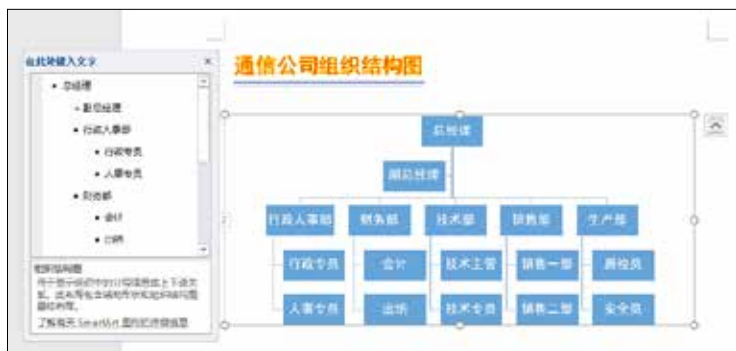 在此处键入文字
总经理
副总经理
行政人事部
行政专员
人事专员
财务部
会计
出纳
组织结构图
了解有关 SmartArt 图形的详细信息
通信公司组织结构图
总经理
副总经理
行政人事部 财务部 技术部 销售部 生产部
行政专员 会计 技术主管 销售一部 质检员
人事专员 出纳 技术专员 销售二部 安全员